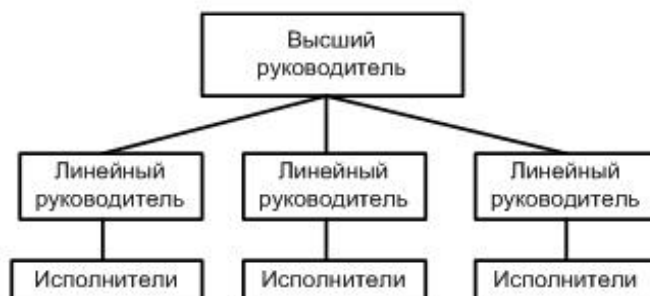 Высший
руководитель
Линейный
руководитель
Линейный
руководитель
Линейный
руководитель
Исполнители
Исполнители
Исполнители